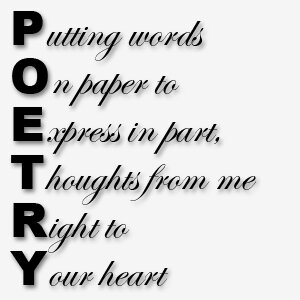 Putting words
On paper to
Express in part,
Thoughts from me
Right to
Your heart